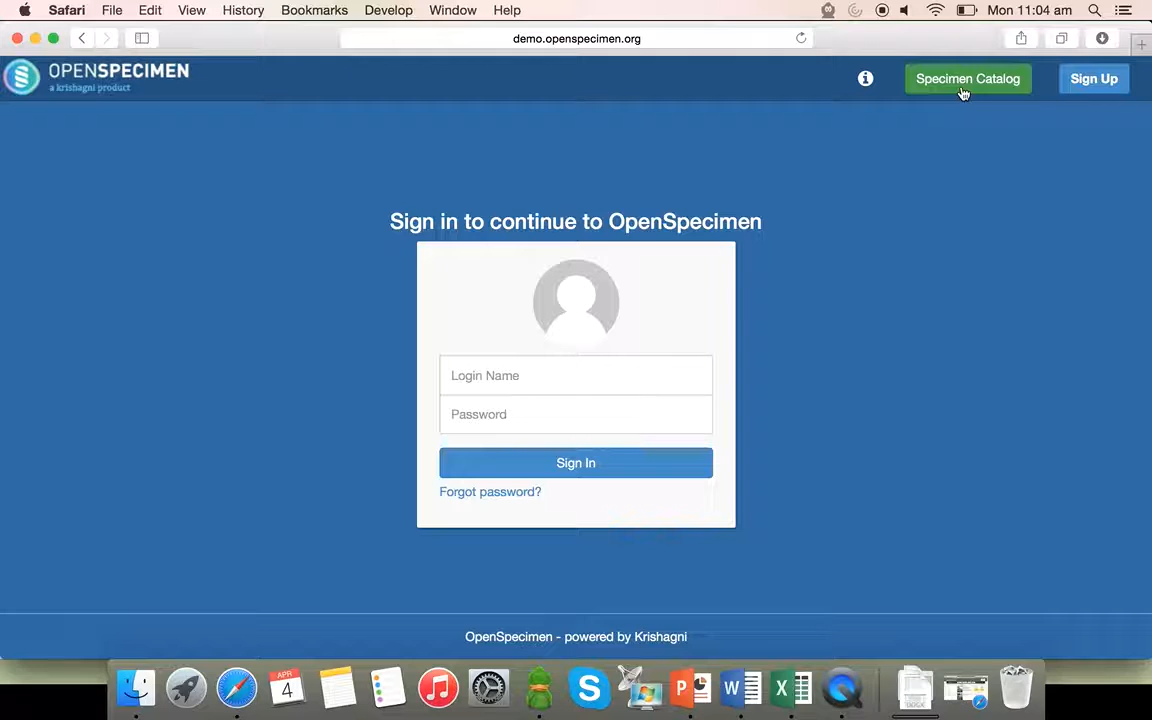 Safari File Edit View History Bookmarks Develop Window Help Mon 11:04 am
demo.openspecimen.org
OPENSPECIMEN
a krishagni product
Specimen Catalog
Sign Up
Sign in to continue to OpenSpecimen
Login Name
Password
Sign In
Forgot password?
OpenSpecimen - powered by Krishagni
APR
4